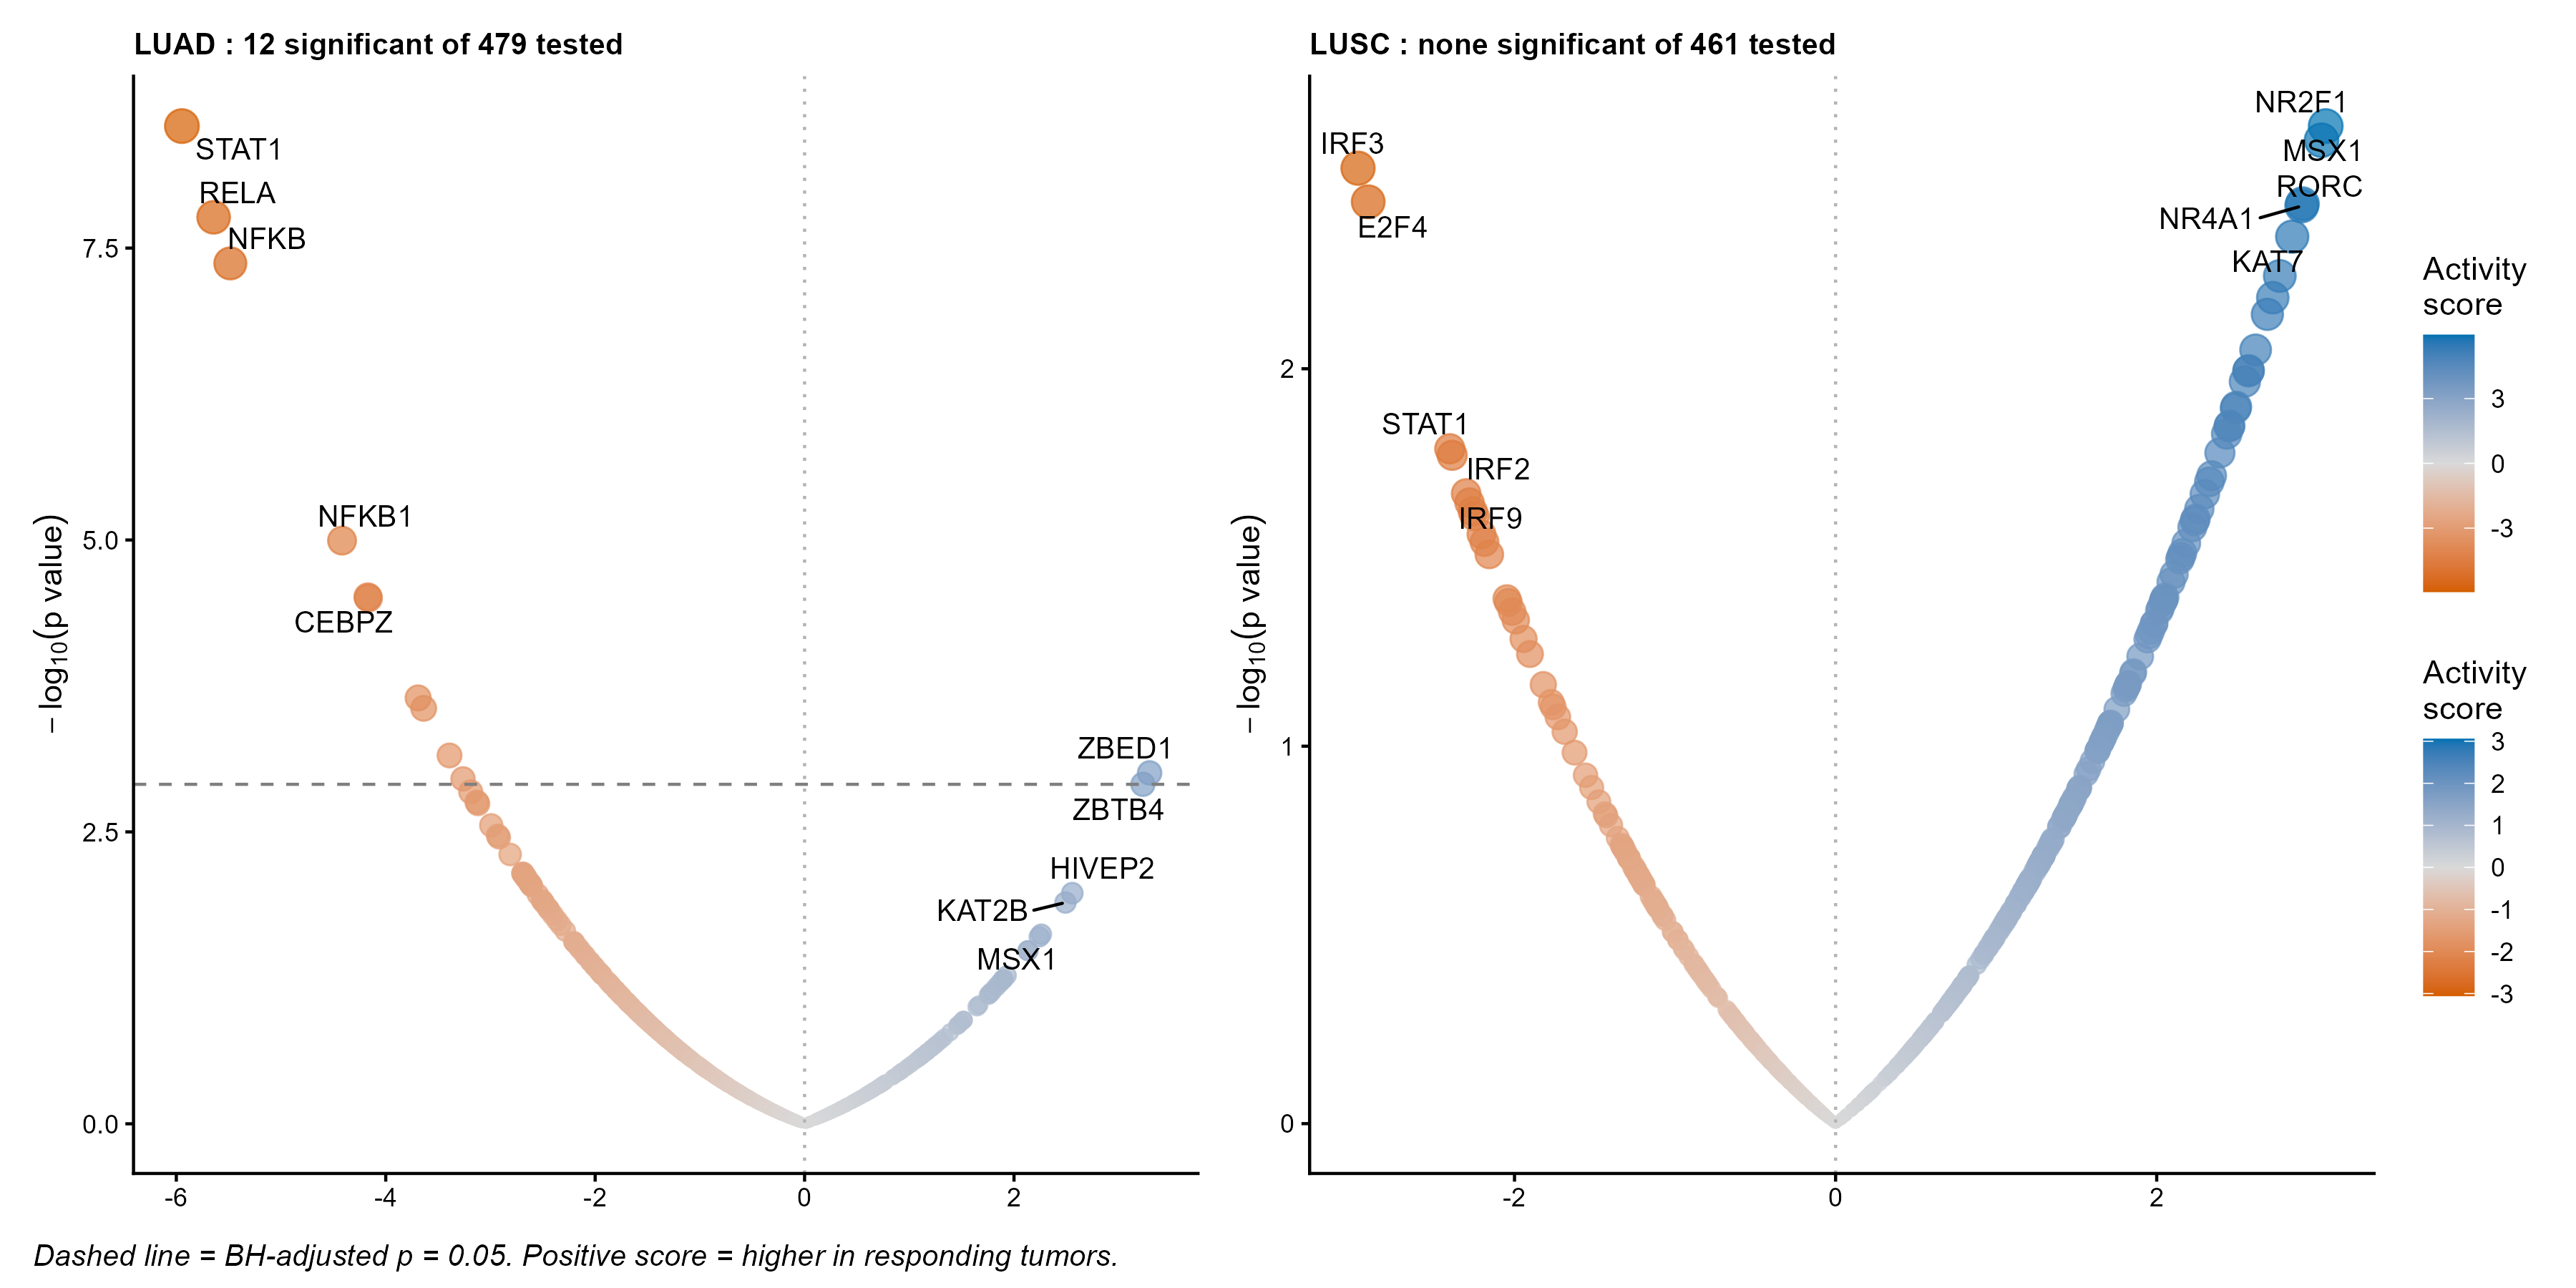 LUAD : 12 significant of 479 tested
STAT1
RELA
NFKB
NFKB1
CEBPZ
ZBED1
ZBTB4
HIVEP2
KAT2B
MSX1
7.5
5.0
2.5
0.0
−log10(p value)
-6
-4
-2
0
2
LUSC : none significant of 461 tested
NR2F1
IRF3
MSX1
RORC
NR4A1
E2F4
KAT7
STAT1
IRF2
IRF9
2
1
0
−log10(p value)
-2
0
2
Activity
score
3
0
-3
Activity
score
3
2
1
0
-1
-2
-3
Dashed line = BH-adjusted p = 0.05. Positive score = higher in responding tumors.